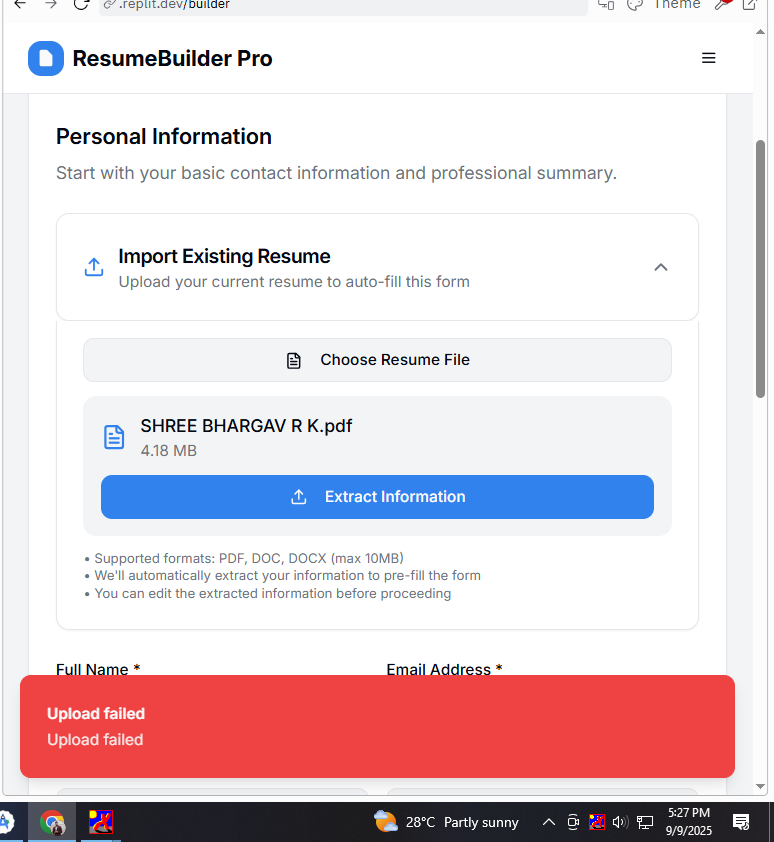 .replit.dev/builder
Theme
ResumeBuilder Pro
Personal Information
Start with your basic contact information and professional summary.
Import Existing Resume
Upload your current resume to auto-fill this form
Choose Resume File
SHREE BHARGAV R K.pdf
4.18 MB
Extract Information
• Supported formats: PDF, DOC, DOCX (max 10MB)
• We'll automatically extract your information to pre-fill the form
• You can edit the extracted information before proceeding
Full Name * Email Address *
Upload failed
Upload failed
28°C Partly sunny
5:27 PM
9/9/2025